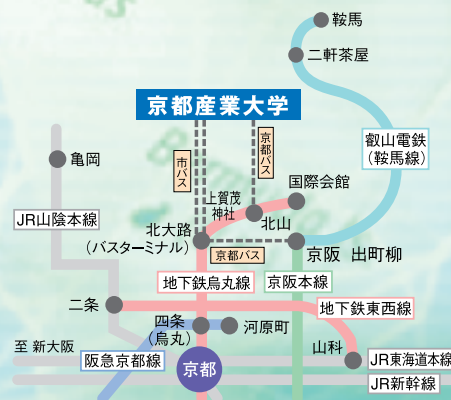 鞍馬
二軒茶屋
京都産業大学
叡山電鉄
(鞍馬線)
京都バス
市バス
亀岡
国際会館
上賀茂
神社
JR山陰本線
北山
北大路
(バスターミナル)
京都バス
京阪 出町柳
地下鉄烏丸線
京阪本線
二条
地下鉄東西線
四条
(烏丸)
河原町
至 新大阪
阪急京都線
山科
京都
JR東海道本線
JR新幹線